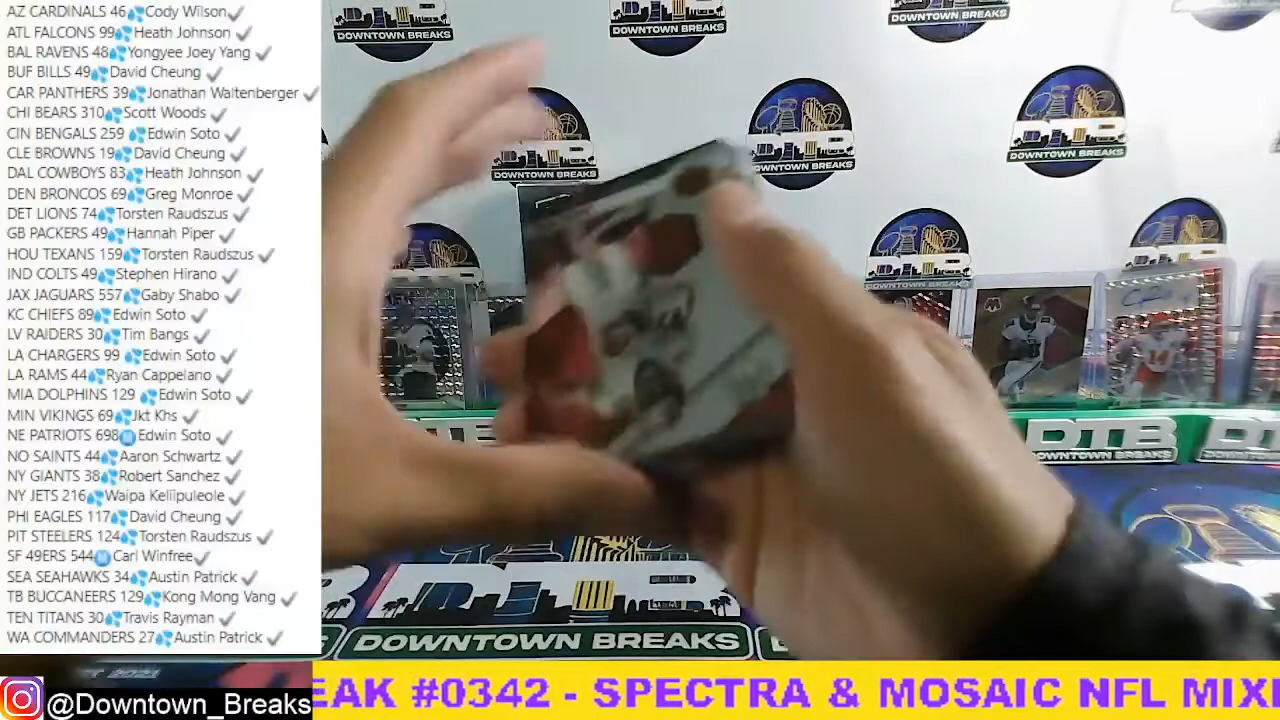 AZ CARDINALS 46💦Cody Wilson✔
ATL FALCONS 99💦Heath Johnson ✔
BAL RAVENS 48💦Yongyee Joey Yang ✔
BUF BILLS 49💦David Cheung ✔
CAR PANTHERS 39💦Jonathan Waltenberger ✔
CHI BEARS 310💦Scott Woods ✔
CIN BENGALS 259 💦Edwin Soto ✔
CLE BROWNS 19💦David Cheung ✔
DAL COWBOYS 83💦Heath Johnson ✔
DEN BRONCOS 69💦Greg Monroe ✔
DET LIONS 74💦Torsten Raudszus ✔
GB PACKERS 49💦Hannah Piper ✔
HOU TEXANS 159💦Torsten Raudszus ✔
IND COLTS 49💦Stephen Hirano ✔
JAX JAGUARS 557💦Gaby Shabo ✔
KC CHIEFS 89💦Edwin Soto ✔
LV RAIDERS 30💦Tim Bangs ✔
LA CHARGERS 99 💦Edwin Soto ✔
LA RAMS 44💦Ryan Cappelano ✔
MIA DOLPHINS 129 💦Edwin Soto ✔
MIN VIKINGS 69💦Jkt Khs ✔
NE PATRIOTS 698Ⓜ️ Edwin Soto ✔
NO SAINTS 44💦Aaron Schwartz ✔
NY GIANTS 38💦Robert Sanchez ✔
NY JETS 216💦Waipa Keliipuleole ✔
PHI EAGLES 117💦David Cheung ✔
PIT STEELERS 124💦Torsten Raudszus ✔
SF 49ERS 544Ⓜ️Carl Winfree✔
SEA SEAHAWKS 34💦Austin Patrick ✔
TB BUCCANEERS 129💦Kong Mong Vang ✔
TEN TITANS 30💦Travis Rayman ✔
WA COMMANDERS 27💦Austin Patrick ✔
@Downtown_Breaks
EAK #0342 - SPECTRA & MOSAIC NFL MIX
DOWNTOWN BREAKS
DOWNTOWN BREAKS
DOWNTOWN BREAKS
DOWNTOWN BREAKS
DTB
DOWNTOWN BREAKS
DTB
DOWNTOWN BREAKS
DOWNTOWN BREAKS
DOWNTOWN BREAKS
14
DTB
DOWNTOWN BREAKS
DTB
DTB
DOWNTOWN BREAKS